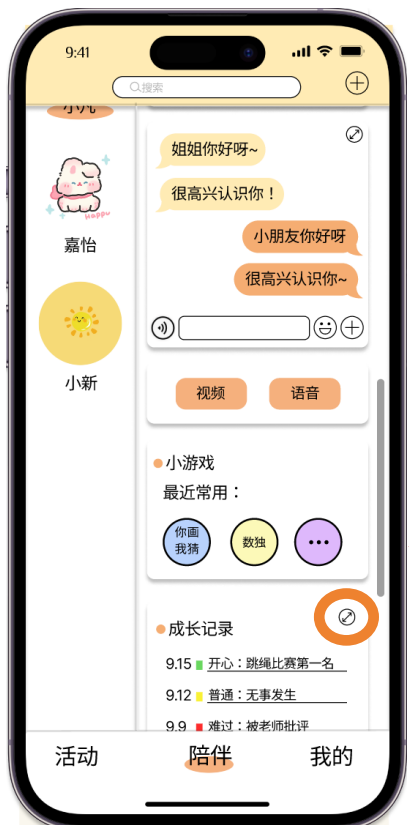 9:41
搜索
小凡
Happy
嘉怡
小新
姐姐你好呀~
很高兴认识你！
小朋友你好呀
很高兴认识你~
视频
语音
小游戏
最近常用：
你画
我猜
数独
成长记录
9.15 开心：跳绳比赛第一名
9.12 普通：无事发生
9.9 难过：被老师批评
活动
陪伴
我的